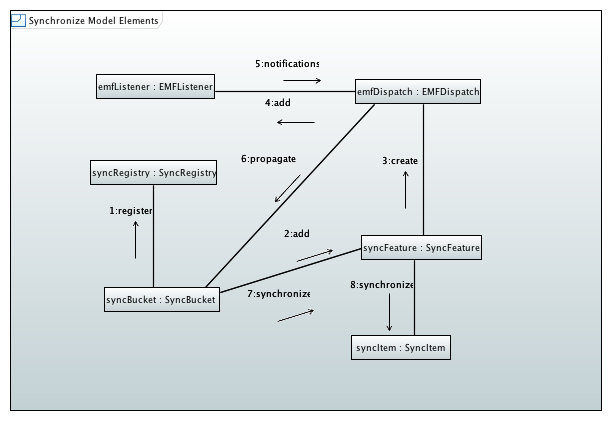 Synchronize Model Elements
5:notifications
emfListener : EMFListener
emfDispatch : EMFDispatch
4:add
6:propagate
3:create
syncRegistry : SyncRegistry
1:register
2:add
syncFeature : SyncFeature
7:synchronize
8:synchronize
syncBucket : SyncBucket
syncItem : SyncItem